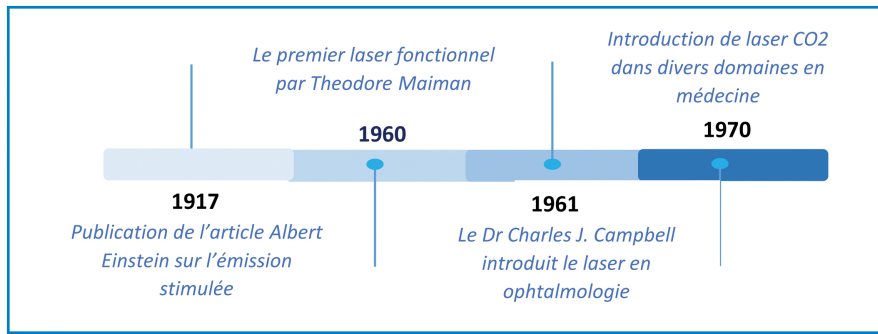 1917
Publication de l’article Albert
Einstein sur l’émission
stimulée
Le premier laser fonctionnel
par Theodore Maiman
1960
1961
Le Dr Charles J. Campbell
introduit le laser en
ophtalmologie
Introduction de laser CO2
dans divers domaines en
médecine
1970